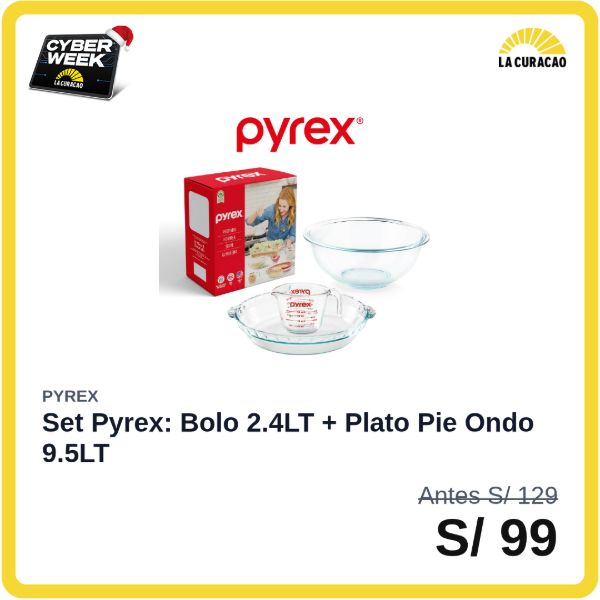 CYBER
WEEK
LA CURACAO
LA CURACAO
pyrex®
pyrex
PYREX
PYREX
Set Pyrex: Bolo 2.4LT + Plato Pie Ondo
9.5LT
Antes S/ 129
S/ 99